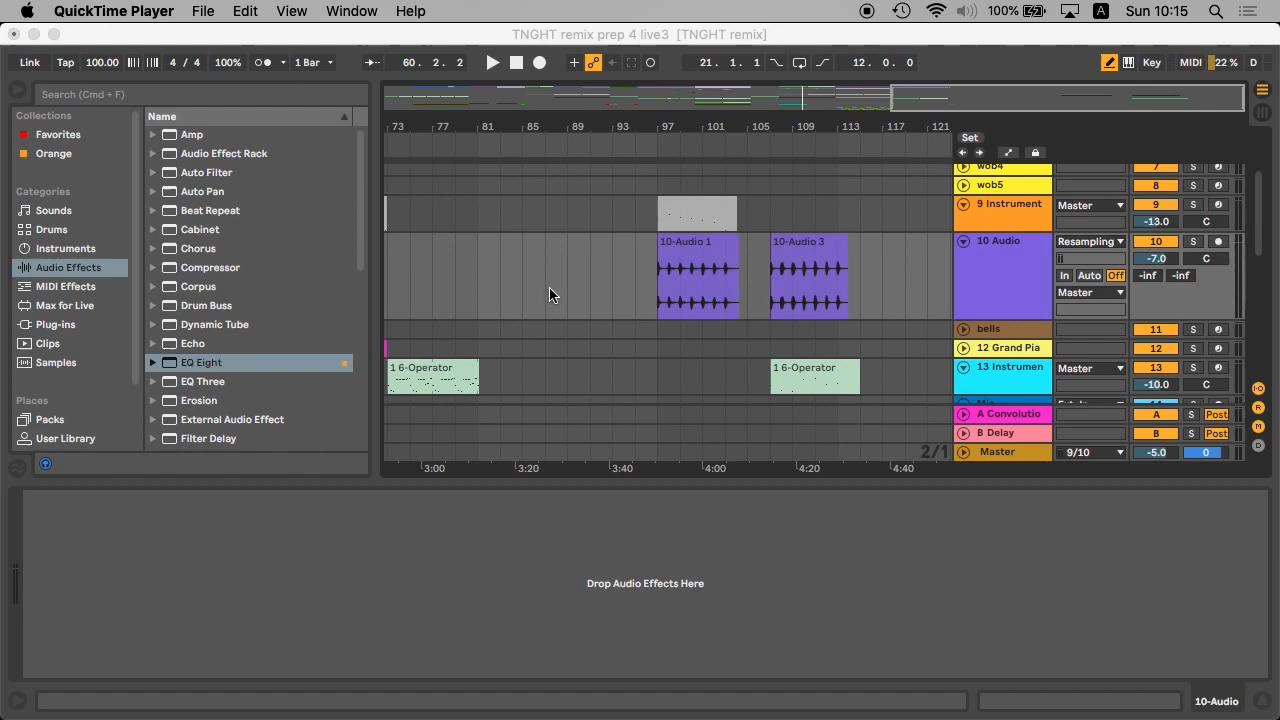 QuickTime Player File Edit View Window Help 100% A Sun 10:15
TNGHT remix prep 4 live3 [TNGHT remix]
Link Tap 100.00 4 / 4 100% 1 Bar 60. 2. 2 21. 1. 1 12. 0. 0 Key MIDI 22 % D
Search (Cmd + F)
Collections
Favorites
Orange
Categories
Sounds
Drums
Instruments
Audio Effects
MIDI Effects
Max for Live
Plug-ins
Clips
Samples
Places
Packs
User Library
Name
Amp
Audio Effect Rack
Auto Filter
Auto Pan
Beat Repeat
Cabinet
Chorus
Compressor
Corpus
Drum Buss
Dynamic Tube
Echo
EQ Eight
EQ Three
Erosion
External Audio Effect
Filter Delay
73 77 81 85 89 93 97 101 105 109 113 117 121
Set
wob4 7 S
wob5 8 S
9 Instrument Master 9 S
-13.0 C
10-Audio 1 10-Audio 3 10 Audio Resampling 10 S
-7.0 C
In Auto Off -inf -inf
Master
bells 11 S
12 Grand Pia 12 S
1 6-Operator 1 6-Operator 13 Instrumen Master 13 S
-10.0 C
A Convolutio A S Post
B Delay B S Post
2/1 Master 9/10 -5.0 0
3:00 3:20 3:40 4:00 4:20 4:40
I·O
R
M
D
Drop Audio Effects Here
10-Audio